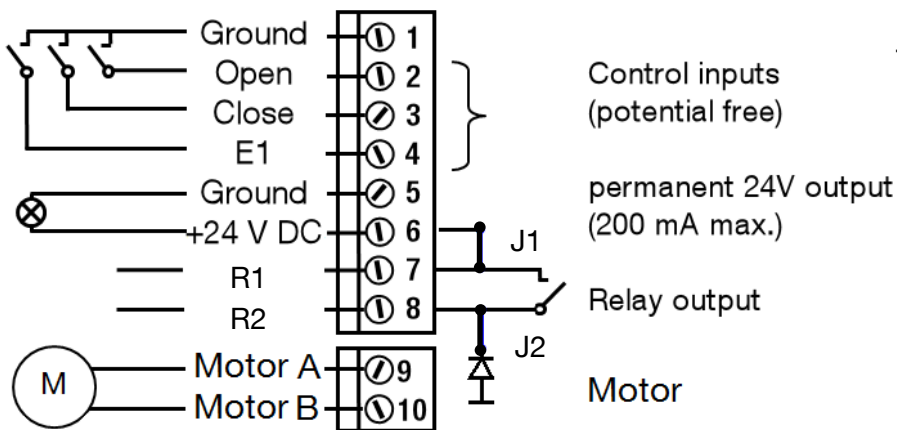 Ground 1
Open 2 Control inputs
Close 3 (potential free)
E1 4
Ground 5 permanent 24V output
+24 V DC 6 (200 mA max.)
J1
R1 7
R2 8 Relay output
J2
M Motor A 9
Motor B 10 Motor